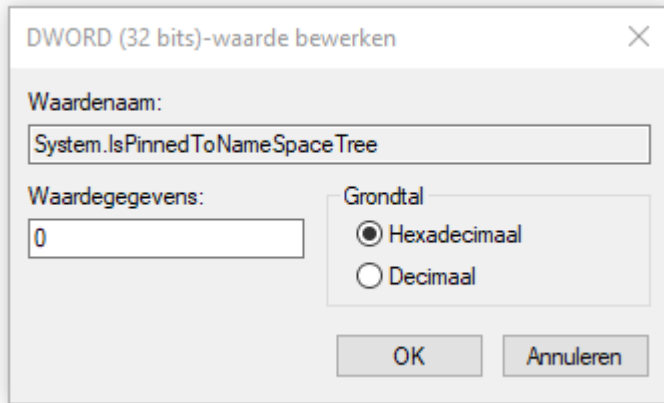 DWORD (32 bits)-waarde bewerken
Waardenaam:
System.IsPinnedToNameSpaceTree
Waardegegevens:
0
Grondtal
Hexadecimaal
Decimaal
OK
Annuleren